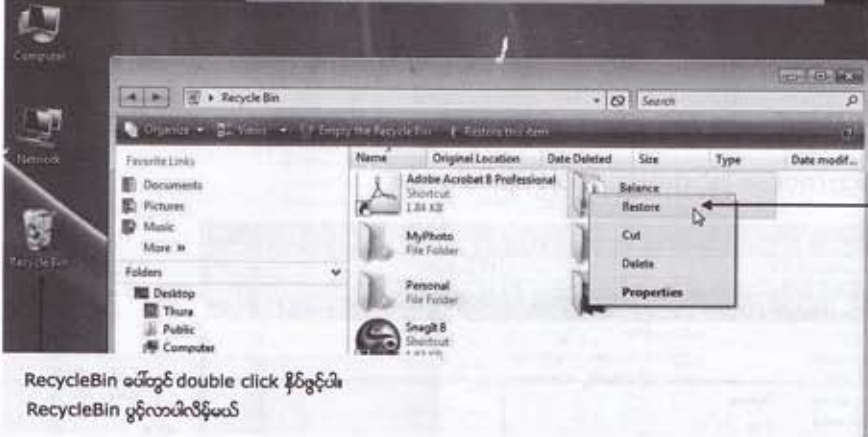 Computer
Network
Recycle Bin
Recycle Bin
Search
Organize Views Empty the Recycle Bin Restore this item
Favorite Links
Documents
Pictures
Music
More »
Folders
Desktop
Thura
Public
Computer
Name Original Location Date Deleted Size Type Date modif...
Adobe Acrobat 8 Professional
Shortcut
1.84 KB
MyPhoto
File Folder
Personal
File Folder
SnagIt 8
Shortcut
Balance
Restore
Cut
Delete
Properties
RecycleBin ပေါ်တွင် double click နှိပ်ဖွင့်ပါ။
RecycleBin ပွင့်လာပါလိမ့်မယ်